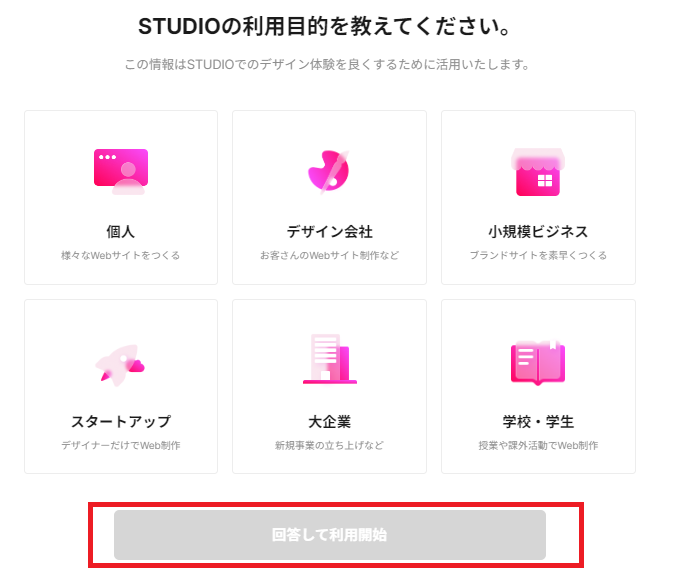 STUDIOの利用目的を教えてください。
この情報はSTUDIOでのデザイン体験を良くするために活用いたします。
個人
様々なWebサイトをつくる
デザイン会社
お客さんのWebサイト制作など
小規模ビジネス
ブランドサイトを素早くつくる
スタートアップ
デザイナーだけでWeb制作
大企業
新規事業の立ち上げなど
学校・学生
授業や課外活動でWeb制作
回答して利用開始